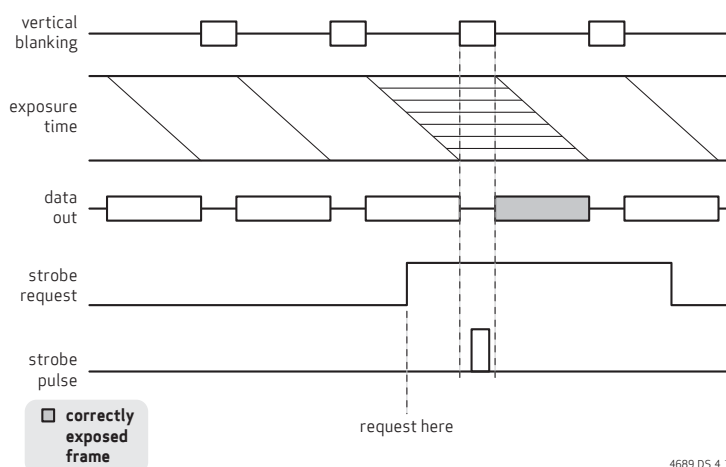 vertical
blanking
exposure
time
data
out
strobe
request
strobe
pulse
request here
correctly
exposed
frame